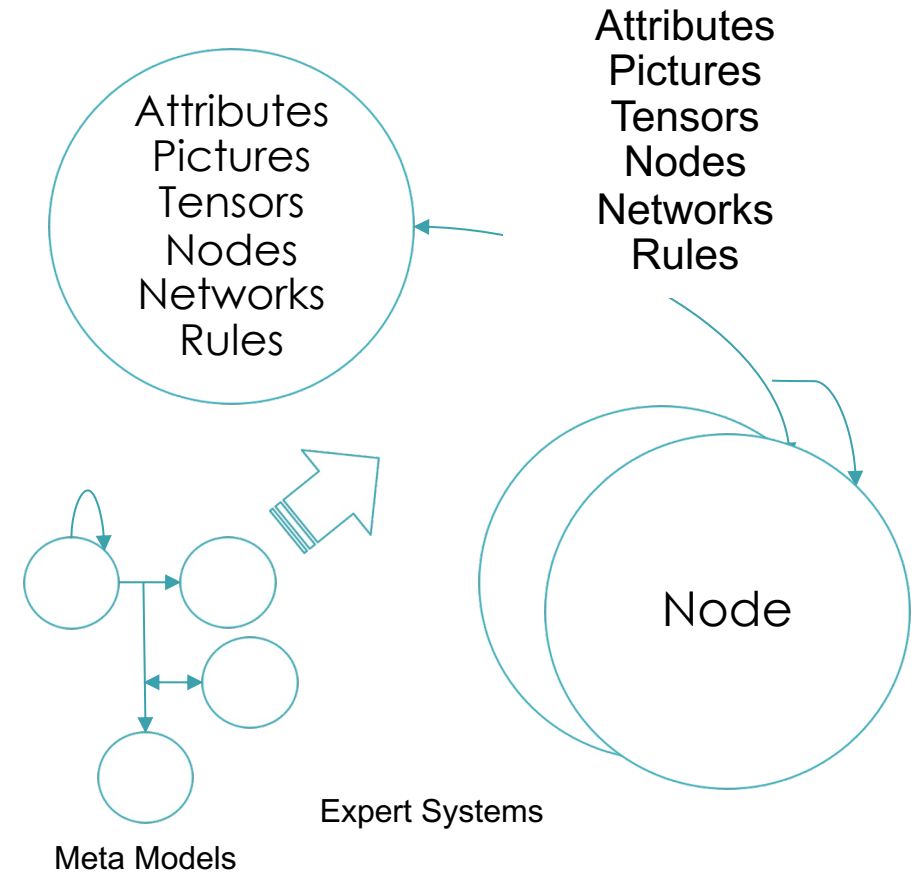 Attributes
Pictures
Tensors
Nodes
Networks
Rules
Attributes
Pictures
Tensors
Nodes
Networks
Rules
Node
Expert Systems
Meta Models